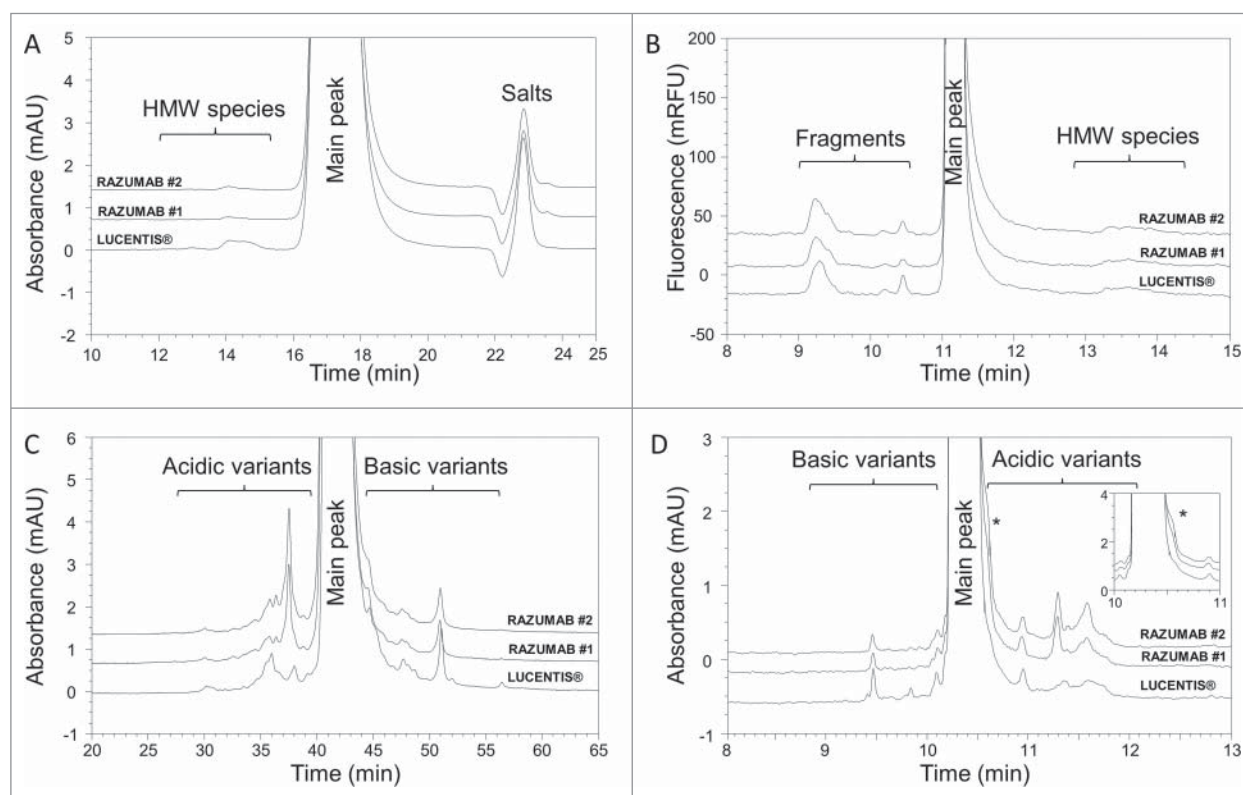 A
Absorbance (mAU)
5
4
3
2
1
0
-1
-2
HMW species
Main peak
Salts
RAZUMAB #2
RAZUMAB #1
LUCENTIS®
10 12 14 16 18 20 22 24 25
Time (min)
B
Fluorescence (mRFU)
200
150
100
50
0
-50
Fragments
Main peak
HMW species
RAZUMAB #2
RAZUMAB #1
LUCENTIS®
8 9 10 11 12 13 14 15
Time (min)
C
Absorbance (mAU)
6
5
4
3
2
1
0
-1
Acidic variants
Main peak
Basic variants
RAZUMAB #2
RAZUMAB #1
LUCENTIS®
20 30 35 40 45 50 55 60 65
Time (min)
D
Absorbance (mAU)
3
2
1
0
-1
Basic variants
Main peak
Acidic variants
*
4
2
0
*
10 11
RAZUMAB #2
RAZUMAB #1
LUCENTIS®
8 9 10 11 12 13
Time (min)